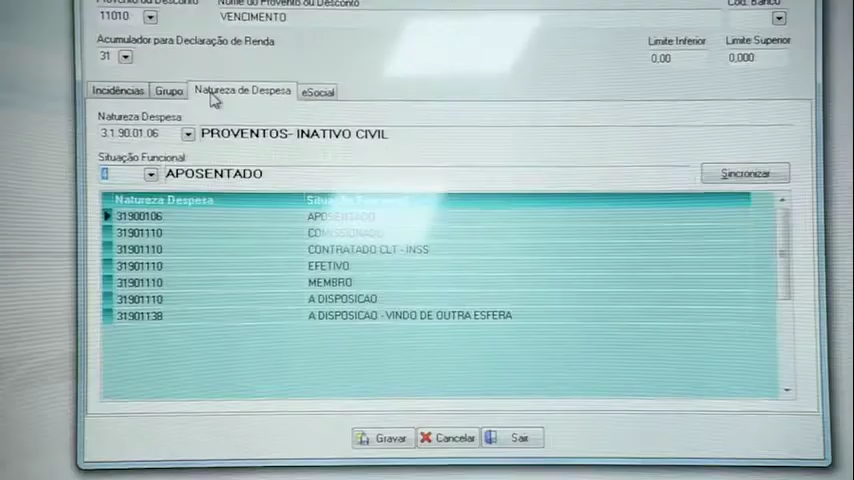 Provento ou Desconto Nome do Provento ou Desconto Cód. Banco
11010 VENCIMENTO
Acumulador para Declaração de Renda Limite Inferior Limite Superior
31 0,00 0,000
Incidências Grupo Natureza de Despesa eSocial
Natureza Despesa
3.1.90.01.06 PROVENTOS- INATIVO CIVIL
Situação Funcional
4 APOSENTADO Sincronizar
Natureza Despesa Situação Funcional
31900106 APOSENTADO
31901110 COMISSIONADO
31901110 CONTRATADO CLT - INSS
31901110 EFETIVO
31901110 MEMBRO
31901110 A DISPOSICAO
31901138 A DISPOSICAO - VINDO DE OUTRA ESFERA
Gravar Cancelar Sair